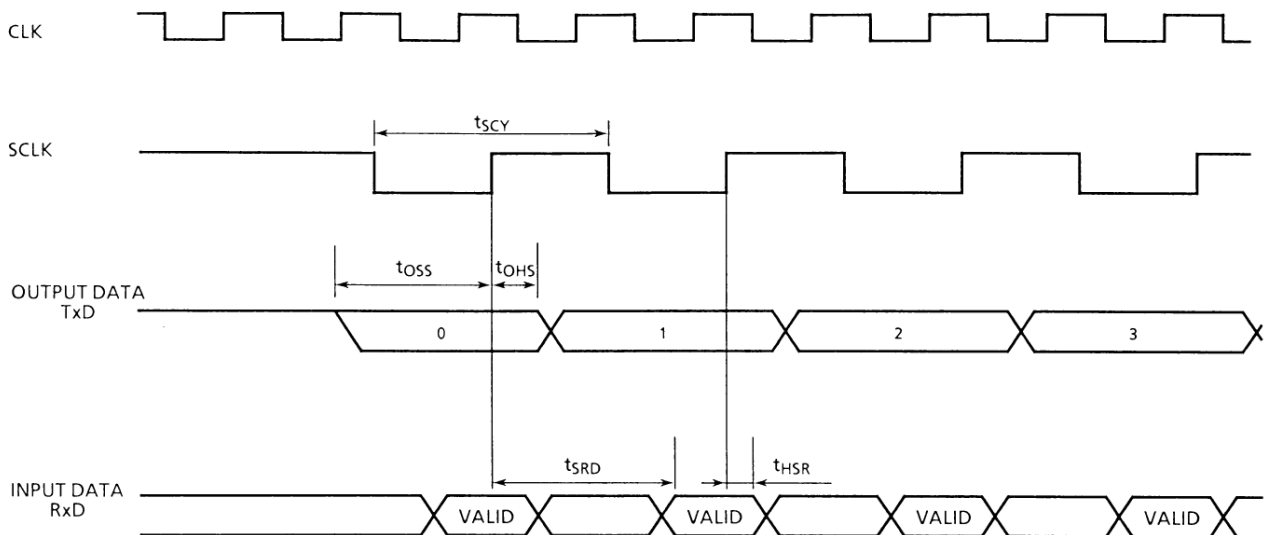 CLK
tSCY
SCLK
tOSS
tOHS
OUTPUT DATA
TxD
0
1
2
3
tSRD
tHSR
INPUT DATA
RxD
VALID
VALID
VALID
VALID